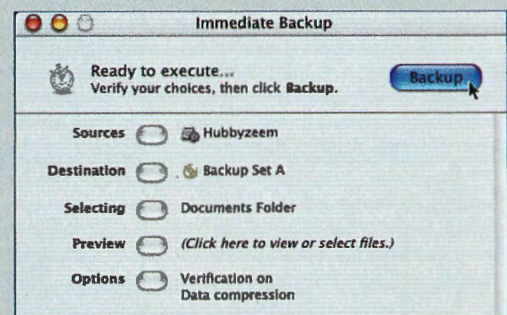 Immediate Backup
Ready to execute...
Verify your choices, then click Backup.
Backup
Sources Hubbyzeem
Destination Backup Set A
Selecting Documents Folder
Preview (Click here to view or select files.)
Options Verification on
Data compression